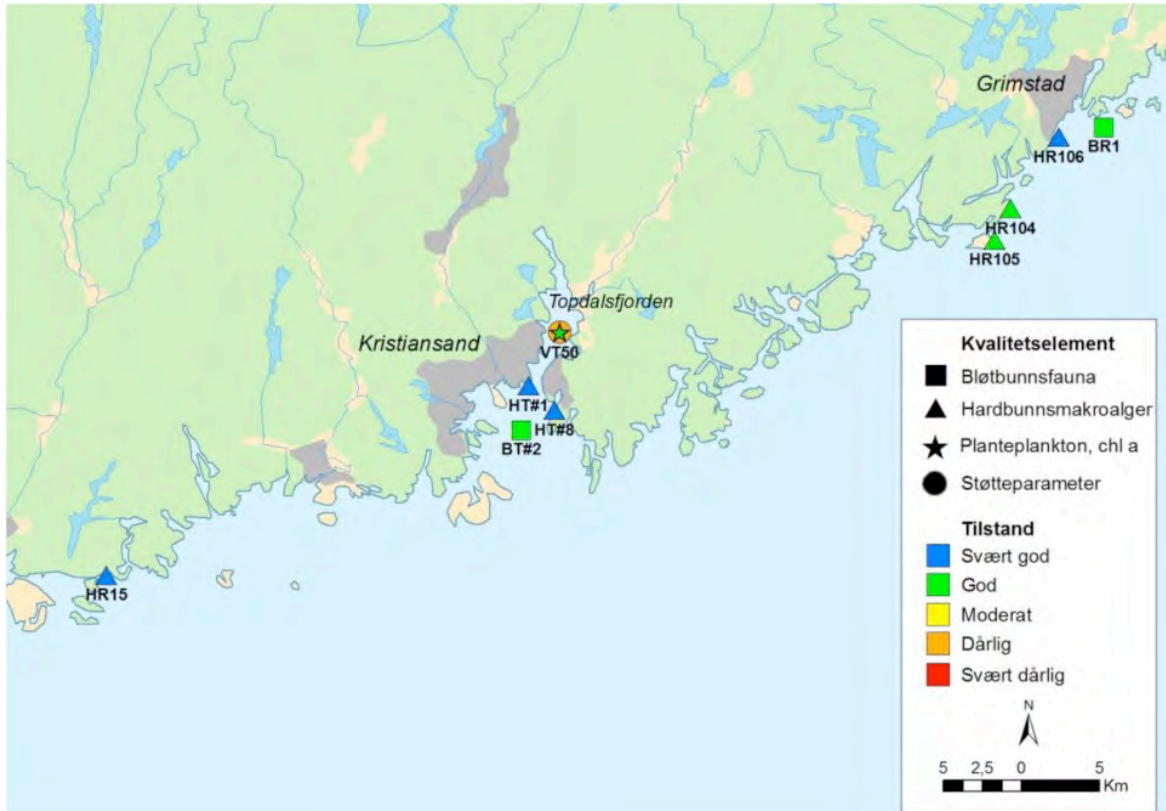 Grimstad
BR1
HR106
HR104
HR105
Topdalsfjorden
Kristiansand
VT50
HT#1
HT#8
BT#2
HR15
Kvalitetselement
Bløtbunnsfauna
Hardbunnsmakroalger
Planteplankton, chl a
Støtteparameter
Tilstand
Svært god
God
Moderat
Dårlig
Svært dårlig
N
5 2,5 0 5
Km